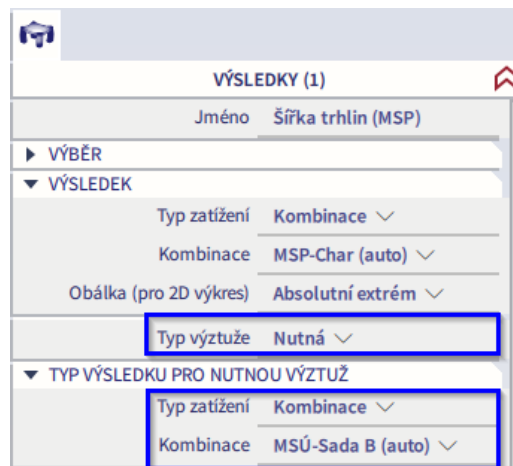 VÝSLEDKY (1)
Jméno Šířka trhlin (MSP)
VÝBĚR
VÝSLEDEK
Typ zatížení Kombinace
Kombinace MSP-Char (auto)
Obálka (pro 2D výkres) Absolutní extrém
Typ výztuže Nutná
TYP VÝSLEDKU PRO NUTNOU VÝZTUŽ
Typ zatížení Kombinace
Kombinace MSÚ-Sada B (auto)